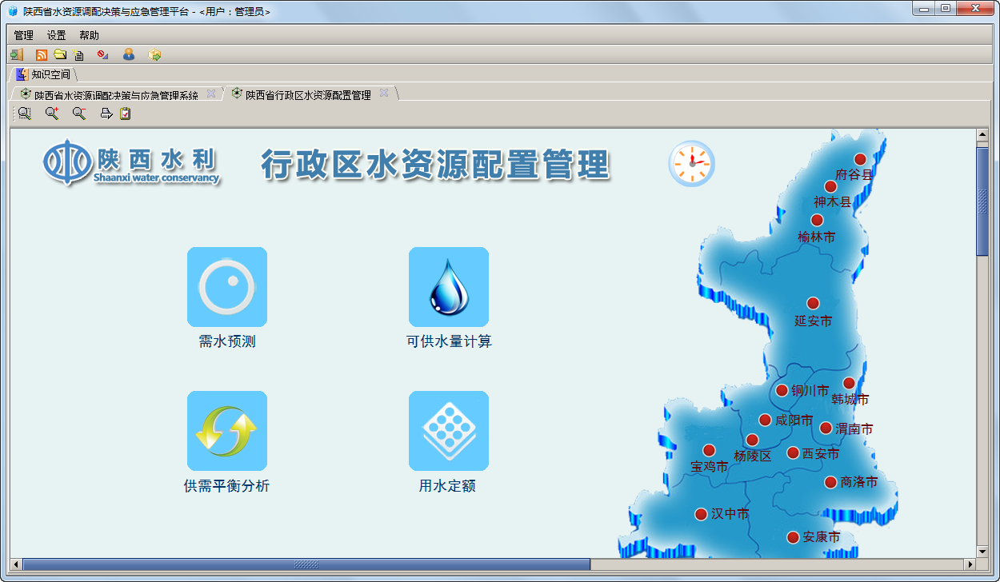 陕西省水资源调配决策与应急管理平台 - <用户：管理员>
管理 设置 帮助
知识空间
陕西省水资源调配决策与应急管理系统 陕西省行政区水资源配置管理
陕西水利
Shaanxi water conservancy
行政区水资源配置管理
府谷县
神木县
榆林市
延安市
铜川市
韩城市
咸阳市
渭南市
杨陵区
西安市
宝鸡市
商洛市
汉中市
安康市
需水预测 可供水量计算
供需平衡分析 用水定额